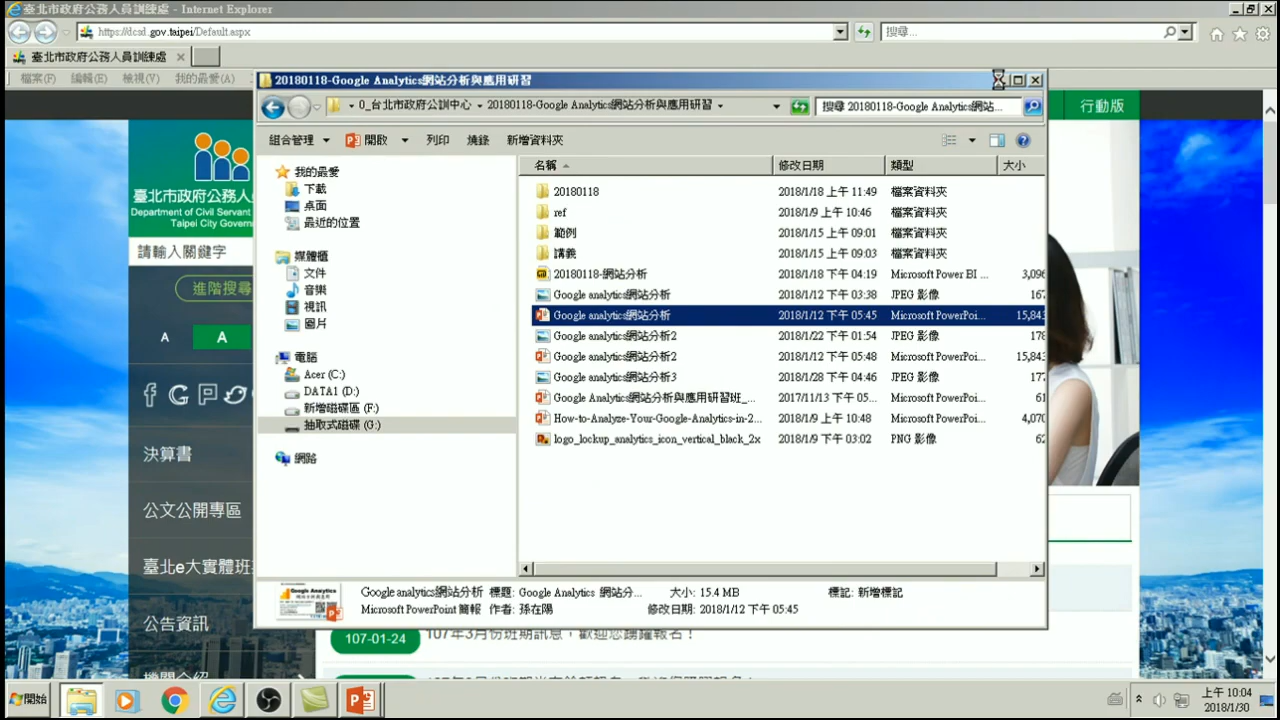 臺北市政府公務人員訓練處 - Internet Explorer
https://dcsd.gov.taipei/Default.aspx
搜尋...
臺北市政府公務人員訓練處
檔案(F) 編輯(E) 檢視(V) 我的最愛(A)
行動版
臺北市政府公務人
Department of Civil Servant
Taipei City Govern
請輸入關鍵字
進階搜尋
A
A
決算書
公文公開專區
臺北e大實體班
公告資訊
20180118-Google Analytics網站分析與應用研習
0_台北市政府公訓中心 20180118-Google Analytics網站分析與應用研習
搜尋 20180118-Google Analytics網站...
組合管理 開啟 列印 燒錄 新增資料夾
我的最愛
下載
桌面
最近的位置
媒體櫃
文件
音樂
視訊
圖片
電腦
Acer (C:)
DATA1 (D:)
新增磁碟區 (F:)
抽取式磁碟 (G:)
網路
名稱 修改日期 類型 大小
20180118 2018/1/18 上午 11:49 檔案資料夾
ref 2018/1/9 上午 10:46 檔案資料夾
範例 2018/1/15 上午 09:01 檔案資料夾
講義 2018/1/15 上午 09:03 檔案資料夾
20180118-網站分析 2018/1/18 下午 04:19 Microsoft Power BI ... 3,096
Google analytics網站分析 2018/1/12 下午 03:38 JPEG 影像 167
Google analytics網站分析 2018/1/12 下午 05:45 Microsoft PowerPoi... 15,843
Google analytics網站分析2 2018/1/22 下午 01:54 JPEG 影像 178
Google analytics網站分析2 2018/1/12 下午 05:48 Microsoft PowerPoi... 15,843
Google analytics網站分析3 2018/1/28 下午 04:46 JPEG 影像 177
Google Analytics網站分析與應用研習班_... 2017/11/13 下午 05... Microsoft PowerPoi... 61
How-to-Analyze-Your-Google-Analytics-in-2... 2018/1/9 上午 10:48 Microsoft PowerPoi... 4,070
logo_lockup_analytics_icon_vertical_black_2x 2018/1/9 下午 03:02 PNG 影像 62
Google analytics網站分析 標題: Google Analytics 網站分... 大小: 15.4 MB 標記: 新增標記
Microsoft PowerPoint 簡報 作者: 孫在陽 修改日期: 2018/1/12 下午 05:45
107-01-24 107年3月份班期訊息，歡迎您踴躍報名！
開始
上午 10:04
2018/1/30